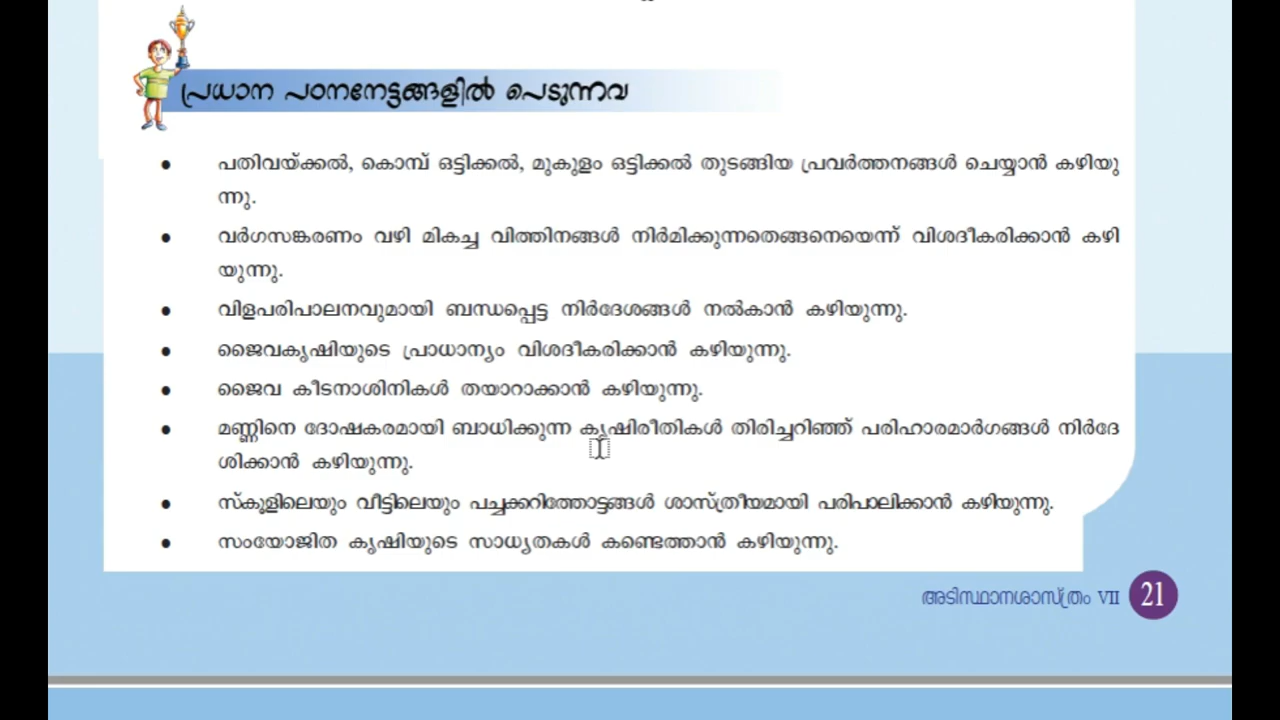 പ്രധാന പഠനനേട്ടങ്ങളിൽ പെടുന്നവ
• പതിവയ്ക്കൽ, കൊമ്പ് ഒട്ടിക്കൽ, മുകുളം ഒട്ടിക്കൽ തുടങ്ങിയ പ്രവർത്തനങ്ങൾ ചെയ്യാൻ കഴിയു
ന്നു.
• വർഗസങ്കരണം വഴി മികച്ച വിത്തിനങ്ങൾ നിർമിക്കുന്നതെങ്ങനെയെന്ന് വിശദീകരിക്കാൻ കഴി
യുന്നു.
• വിളപരിപാലനവുമായി ബന്ധപ്പെട്ട നിർദേശങ്ങൾ നൽകാൻ കഴിയുന്നു.
• ജൈവകൃഷിയുടെ പ്രാധാന്യം വിശദീകരിക്കാൻ കഴിയുന്നു.
• ജൈവ കീടനാശിനികൾ തയാറാക്കാൻ കഴിയുന്നു.
• മണ്ണിനെ ദോഷകരമായി ബാധിക്കുന്ന കൃഷിരീതികൾ തിരിച്ചറിഞ്ഞ് പരിഹാരമാർഗങ്ങൾ നിർദേ
ശിക്കാൻ കഴിയുന്നു.
• സ്കൂളിലെയും വീട്ടിലെയും പച്ചക്കറിത്തോട്ടങ്ങൾ ശാസ്ത്രീയമായി പരിപാലിക്കാൻ കഴിയുന്നു.
• സംയോജിത കൃഷിയുടെ സാധ്യതകൾ കണ്ടെത്താൻ കഴിയുന്നു.
അടിസ്ഥാനശാസ്ത്രം VII 21